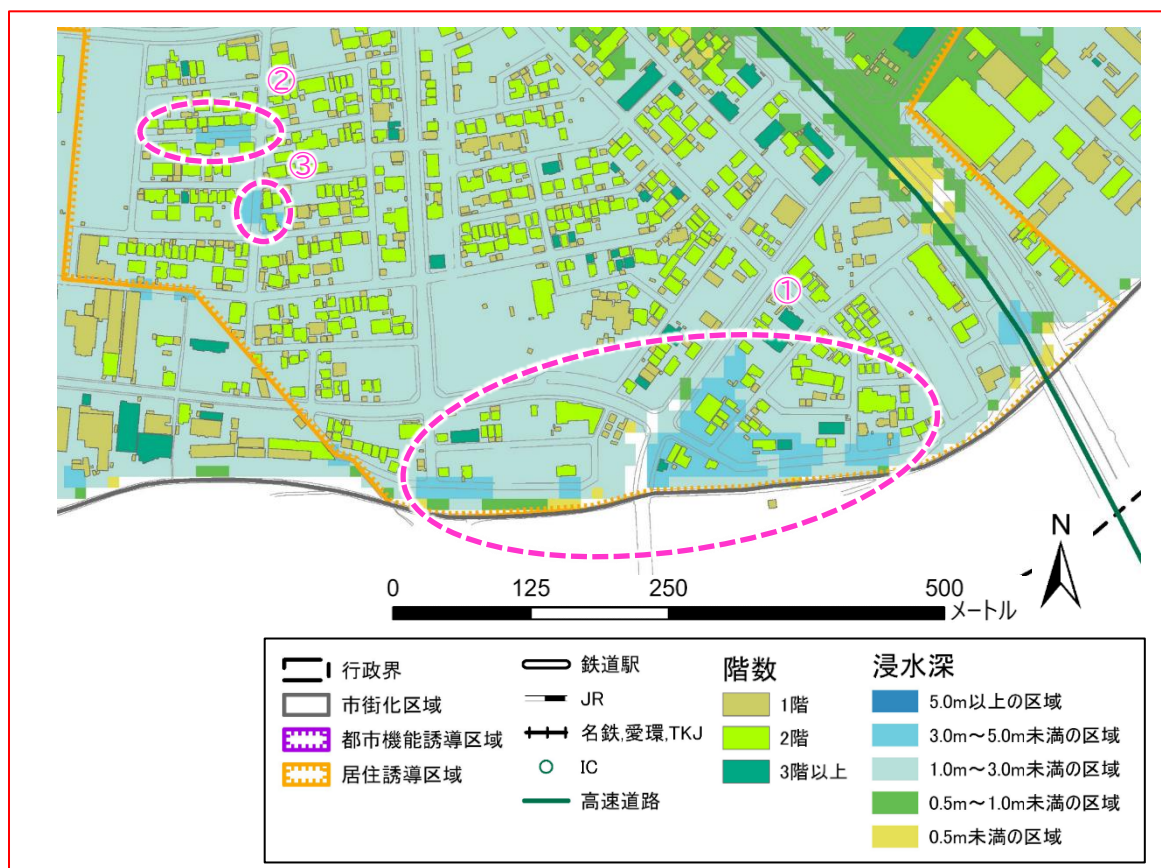 ②
③
①
N
0 125 250 500
メートル
行政界
市街化区域
都市機能誘導区域
居住誘導区域
鉄道駅
JR
名鉄,愛環,TKJ
IC
高速道路
階数
1階
2階
3階以上
浸水深
5.0m以上の区域
3.0m～5.0m未満の区域
1.0m～3.0m未満の区域
0.5m～1.0m未満の区域
0.5m未満の区域